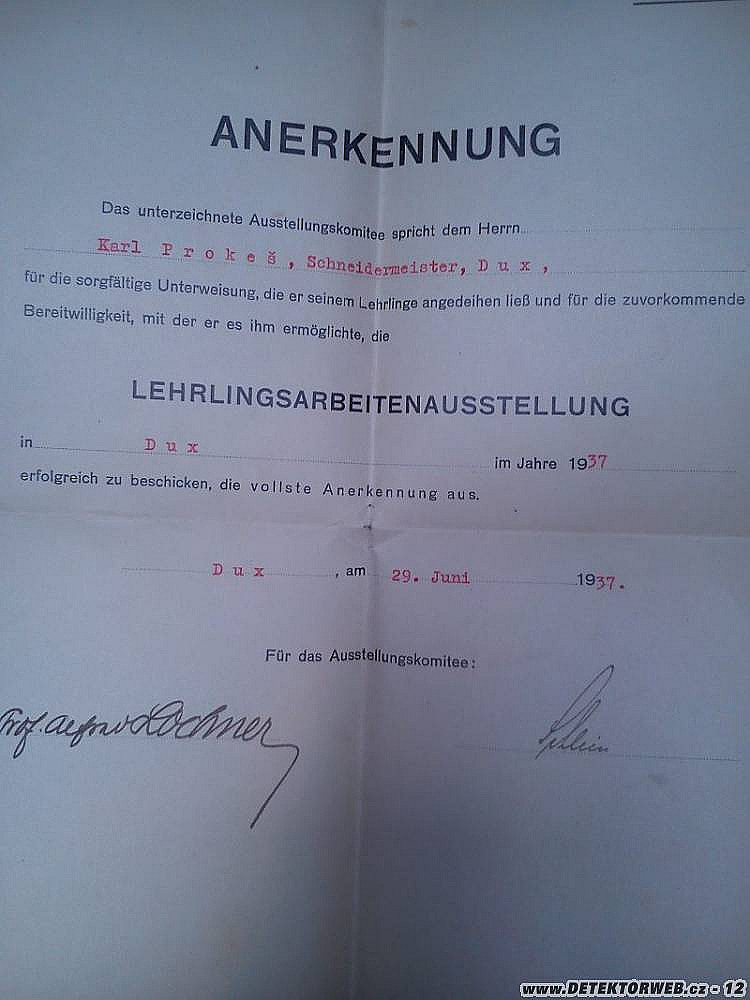 ANERKENNUNG
Das unterzeichnete Ausstellungskomitee spricht dem Herrn
Karl Prokeš, Schneidermeister, Dux,
für die sorgfältige Unterweisung, die er seinem Lehrlinge angedeihen ließ und für die zuvorkommende
Bereitwilligkeit, mit der er es ihm ermöglichte, die
LEHRLINGSARBEITENAUSSTELLUNG
in Dux im Jahre 1937
erfolgreich zu beschicken, die vollste Anerkennung aus.
Dux, am 29. Juni 1937.
Für das Ausstellungskomitee:
Prof. Lochner
www.DETEKTORWEB.cz - 12